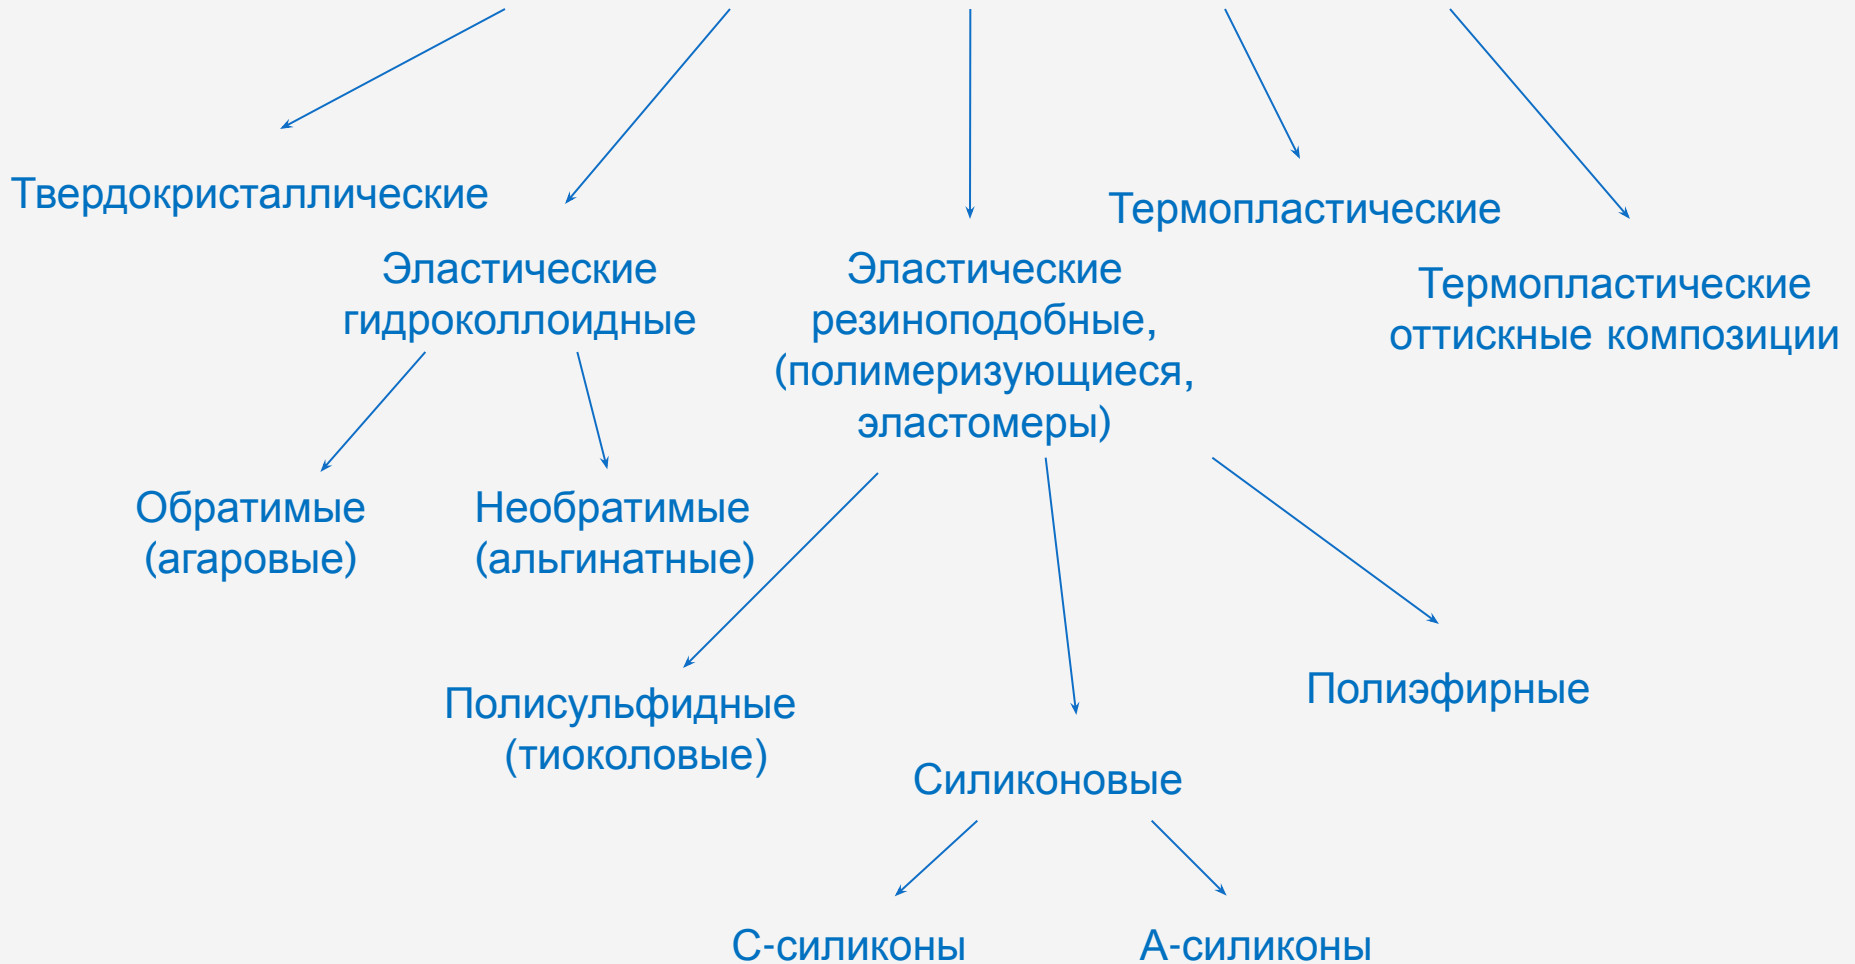 Твердокристаллические
Эластические
гидроколлоидные
Эластические
резиноподобные,
(полимеризующиеся,
эластомеры)
Термопластические
Термопластические
оттискные композиции
Обратимые
(агаровые)
Необратимые
(альгинатные)
Полисульфидные
(тиоколовые)
Силиконовые
Полиэфирные
С-силиконы
А-силиконы